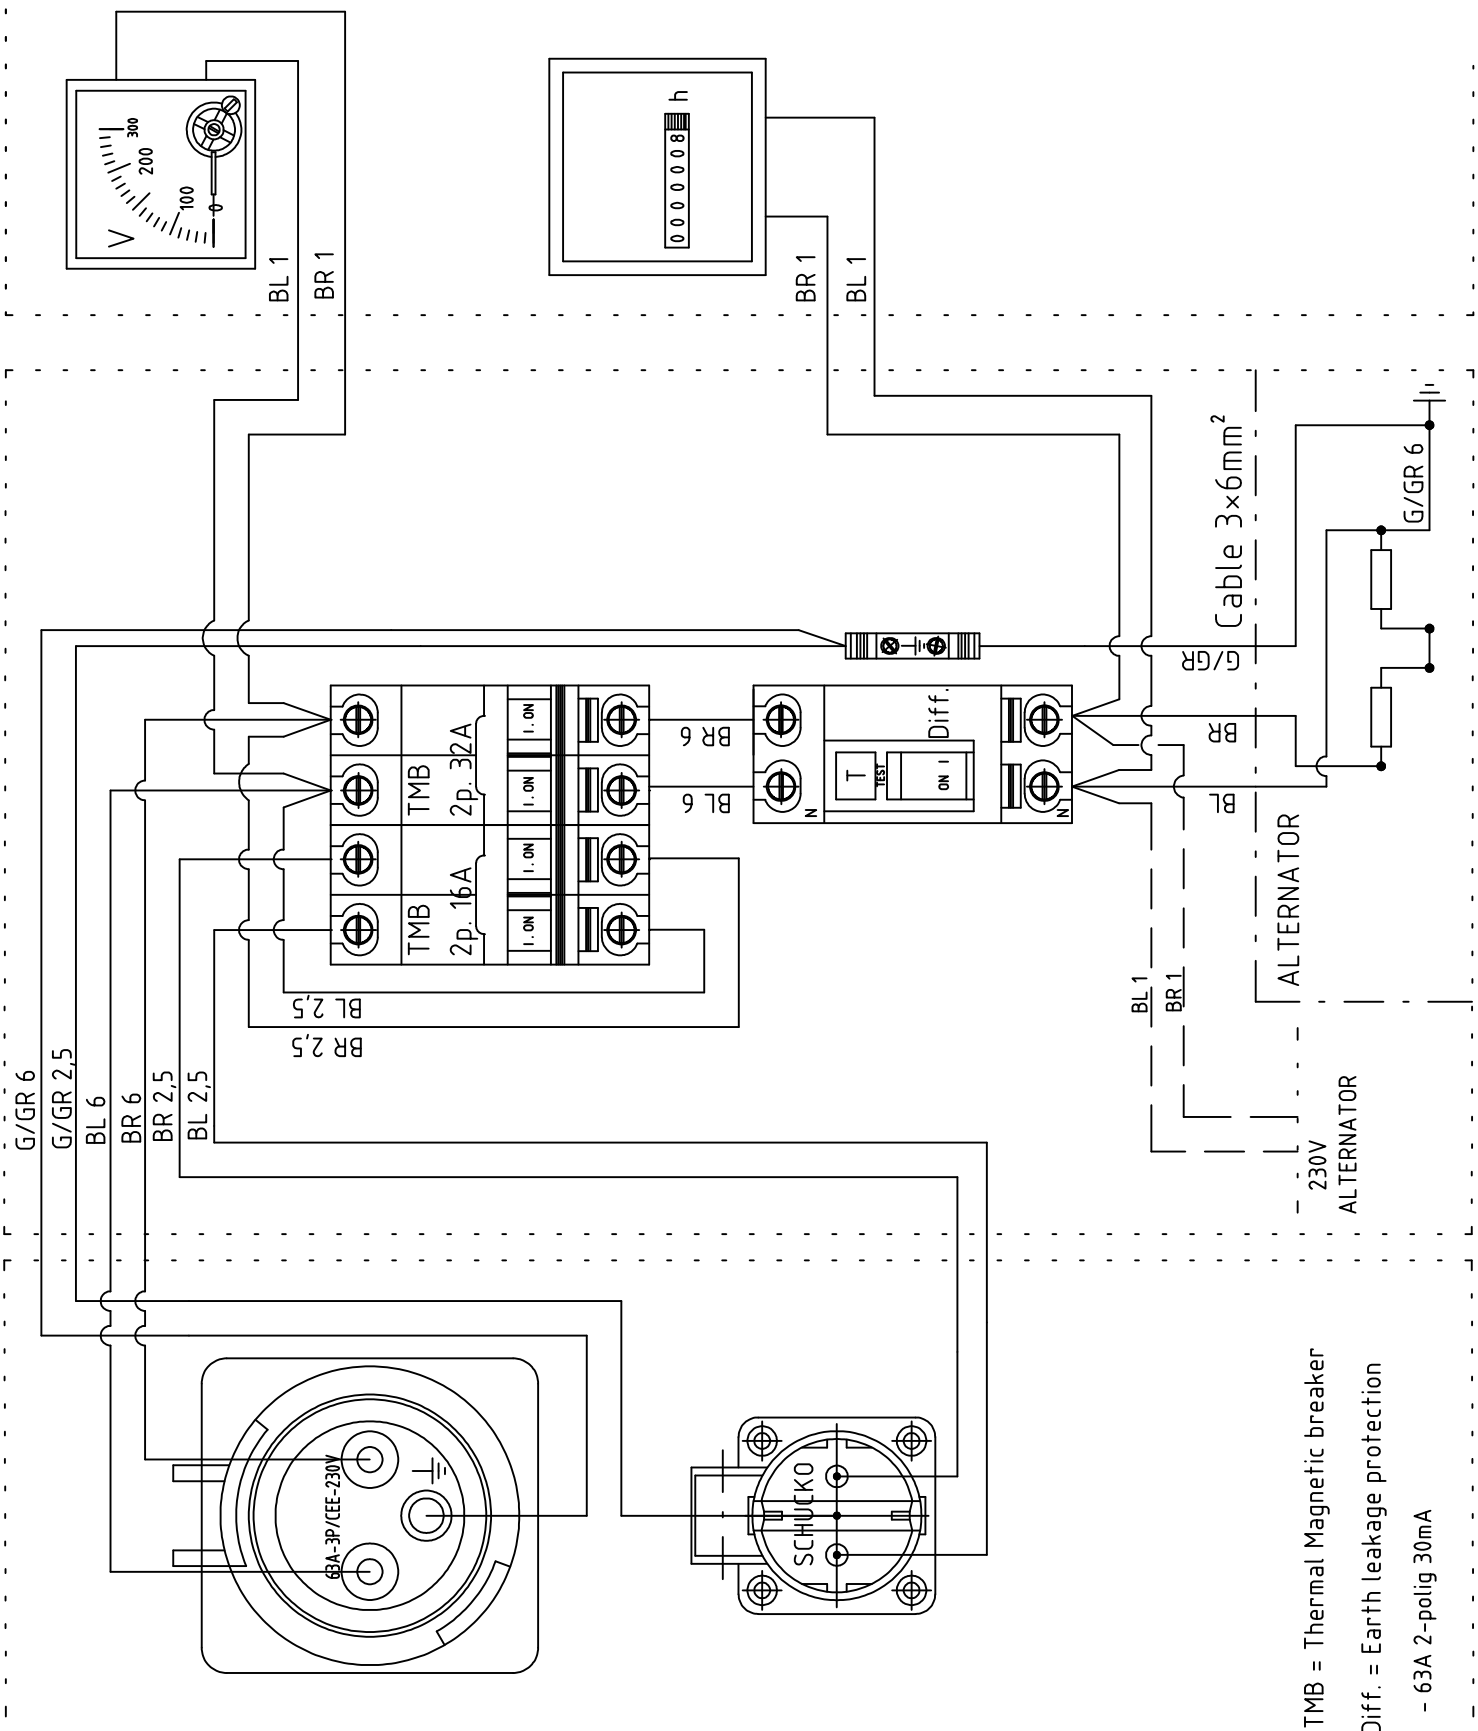 V
0
100
200
300
BL 1
BR 1
0 0 0 0 0 0 8
h
BR 1
BL 1
Cable 3×6mm²
G/GR
BR
BL
G/GR 6
ALTERNATOR
TMB
2p. 32A
TMB
2p. 16A
I. ON
I. ON
I. ON
I. ON
BR 6
BL 6
N
T
TEST
ON I
Diff.
N
BL 2,5
BR 2,5
G/GR 6
G/GR 2,5
BL 6
BR 6
BR 2,5
BL 2,5
BL 1
BR 1
230V
ALTERNATOR
63A-3P/CEE-230V
SCHUCKO
TMB = Thermal Magnetic breaker
Diff. = Earth leakage protection
- 63A 2-polig 30mA